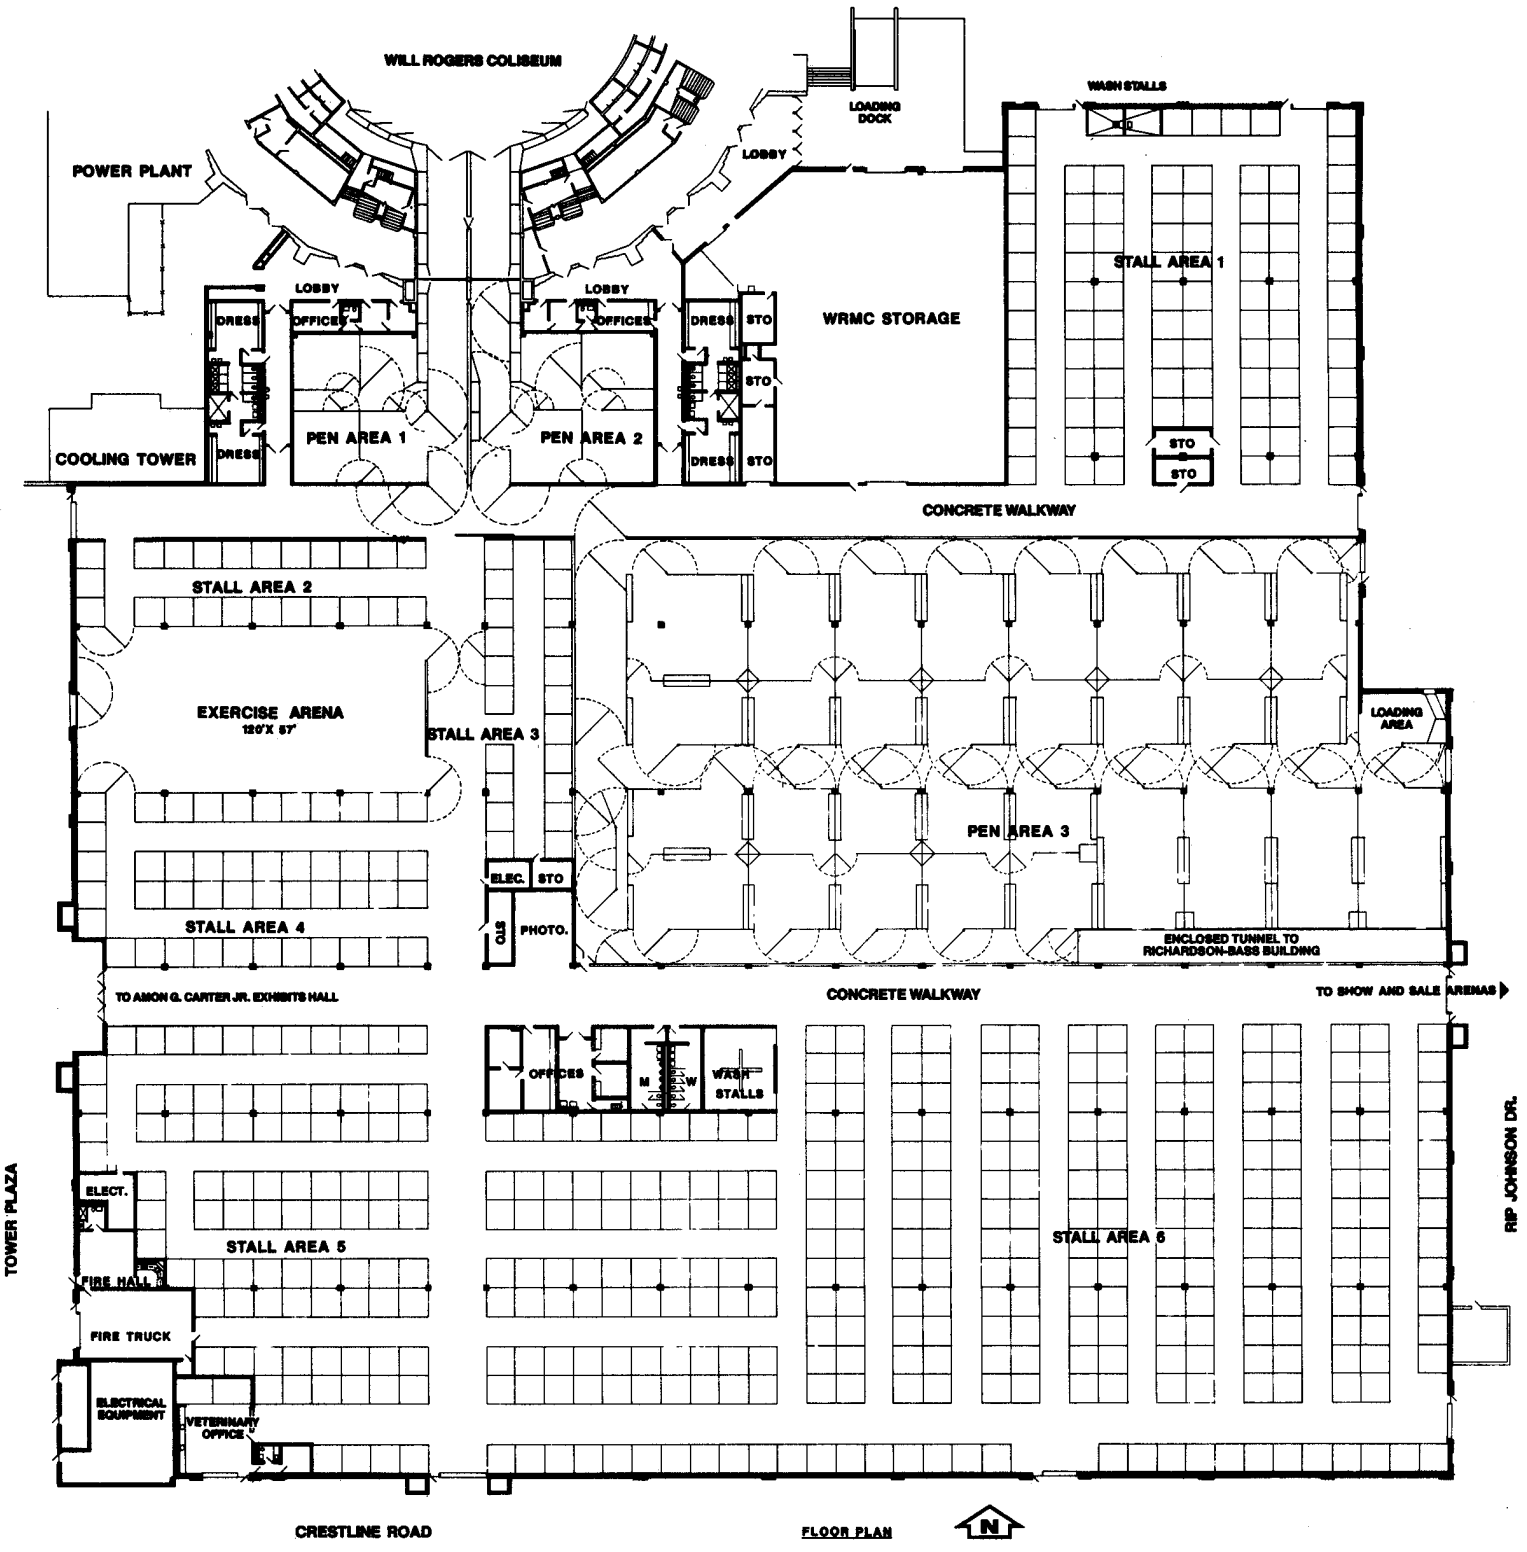 WILL ROGERS COLISEUM
WASH STALLS
LOADING
DOCK
LOBBY
POWER PLANT
STALL AREA 1
LOBBY
LOBBY
DRESS
OFFICES
OFFICES
DRESS
STO
WRMC STORAGE
STO
PEN AREA 1
PEN AREA 2
STO
COOLING TOWER
DRESS
DRESS
STO
STO
CONCRETE WALKWAY
STALL AREA 2
EXERCISE ARENA
120'X 57'
LOADING
AREA
STALL AREA 3
PEN AREA 3
ELEC.
STO
STALL AREA 4
STO
PHOTO.
ENCLOSED TUNNEL TO
RICHARDSON-BASS BUILDING
TO AMON G. CARTER JR. EXHIBITS HALL
CONCRETE WALKWAY
TO SHOW AND SALE ARENAS
OFFICES
M
W
WASH
STALLS
TOWER PLAZA
RIP JOHNSON DR.
ELECT.
STALL AREA 5
STALL AREA 6
FIRE HALL
FIRE TRUCK
ELECTRICAL
EQUIPMENT
VETERINARY
OFFICE
CRESTLINE ROAD
FLOOR PLAN
N